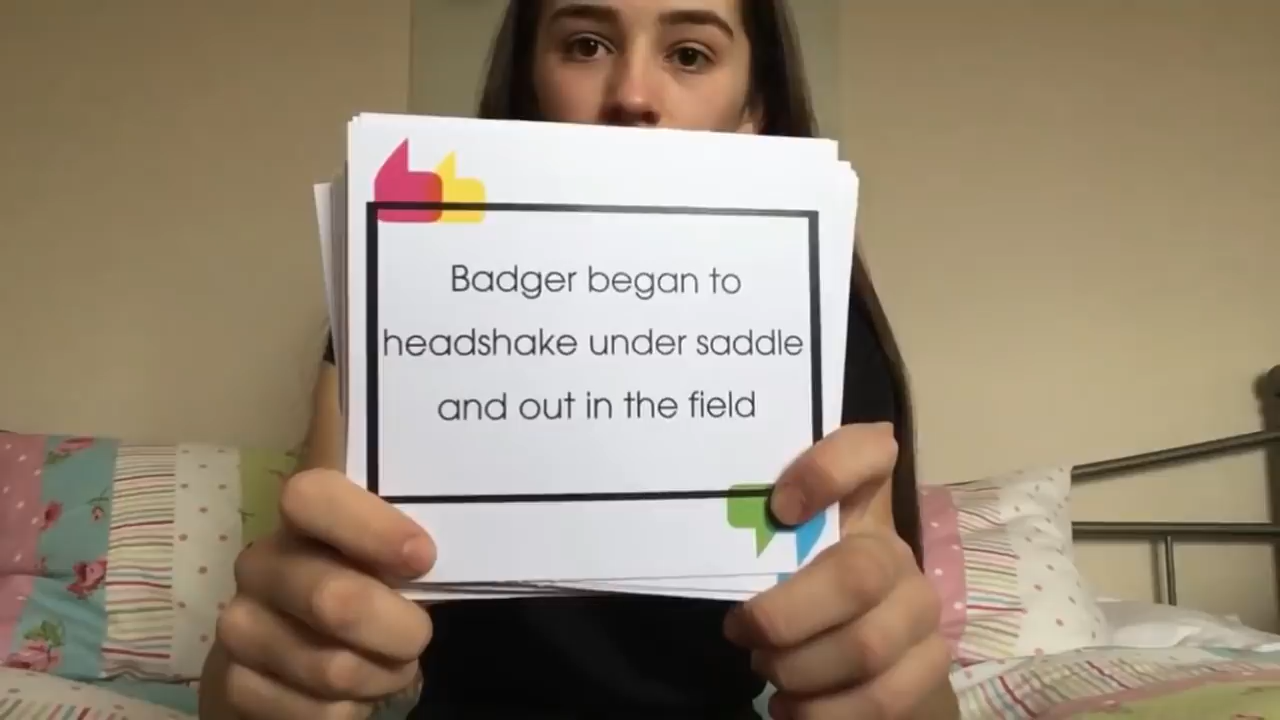 Badger began to
headshake under saddle
and out in the field